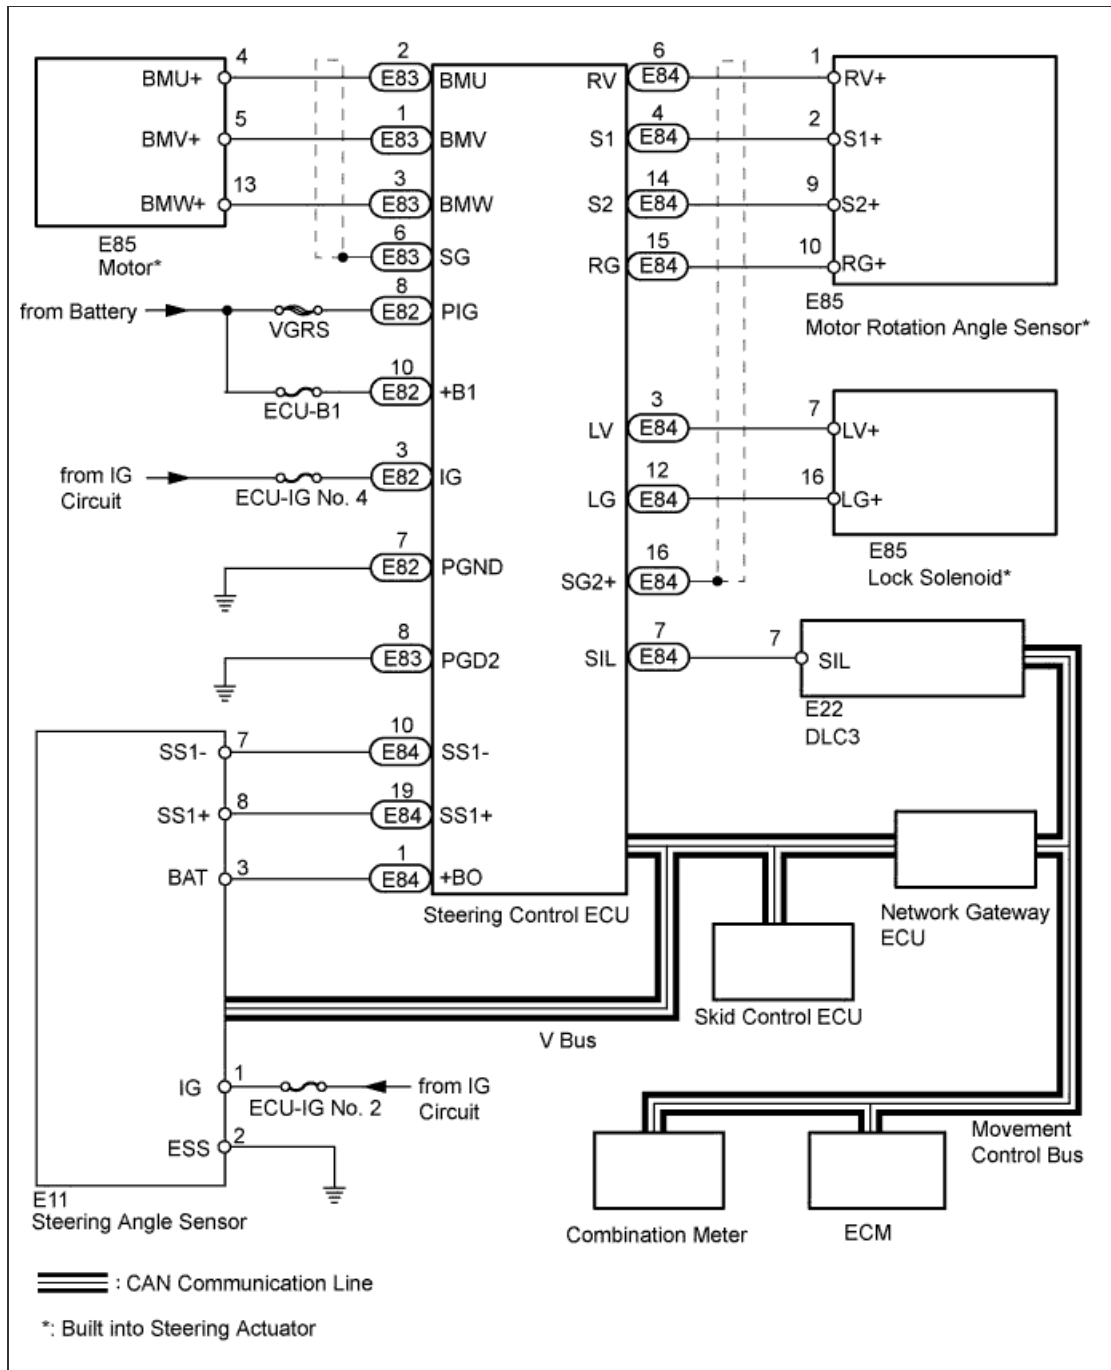 4
BMU+
2
E83
BMU
5
BMV+
1
E83
BMV
13
BMW+
3
E83
BMW
E85
Motor*
6
E83
SG
from Battery
VGRS
8
E82
PIG
ECU-B1
10
E82
+B1
from IG
Circuit
ECU-IG No. 4
3
E82
IG
7
E82
PGND
8
E83
PGD2
SS1-
7
10
E84
SS1-
SS1+
8
19
E84
SS1+
BAT
3
1
E84
+BO
Steering Control ECU
RV
6
E84
1
RV+
S1
4
E84
2
S1+
S2
14
E84
9
S2+
RG
15
E84
10
RG+
E85
Motor Rotation Angle Sensor*
LV
3
E84
7
LV+
LG
12
E84
16
LG+
E85
Lock Solenoid*
SG2+
16
E84
SIL
7
E84
7
SIL
E22
DLC3
Network Gateway
ECU
Skid Control ECU
V Bus
IG
1
ECU-IG No. 2
from IG
Circuit
ESS
2
E11
Steering Angle Sensor
Movement
Control Bus
Combination Meter
ECM
: CAN Communication Line
*: Built into Steering Actuator